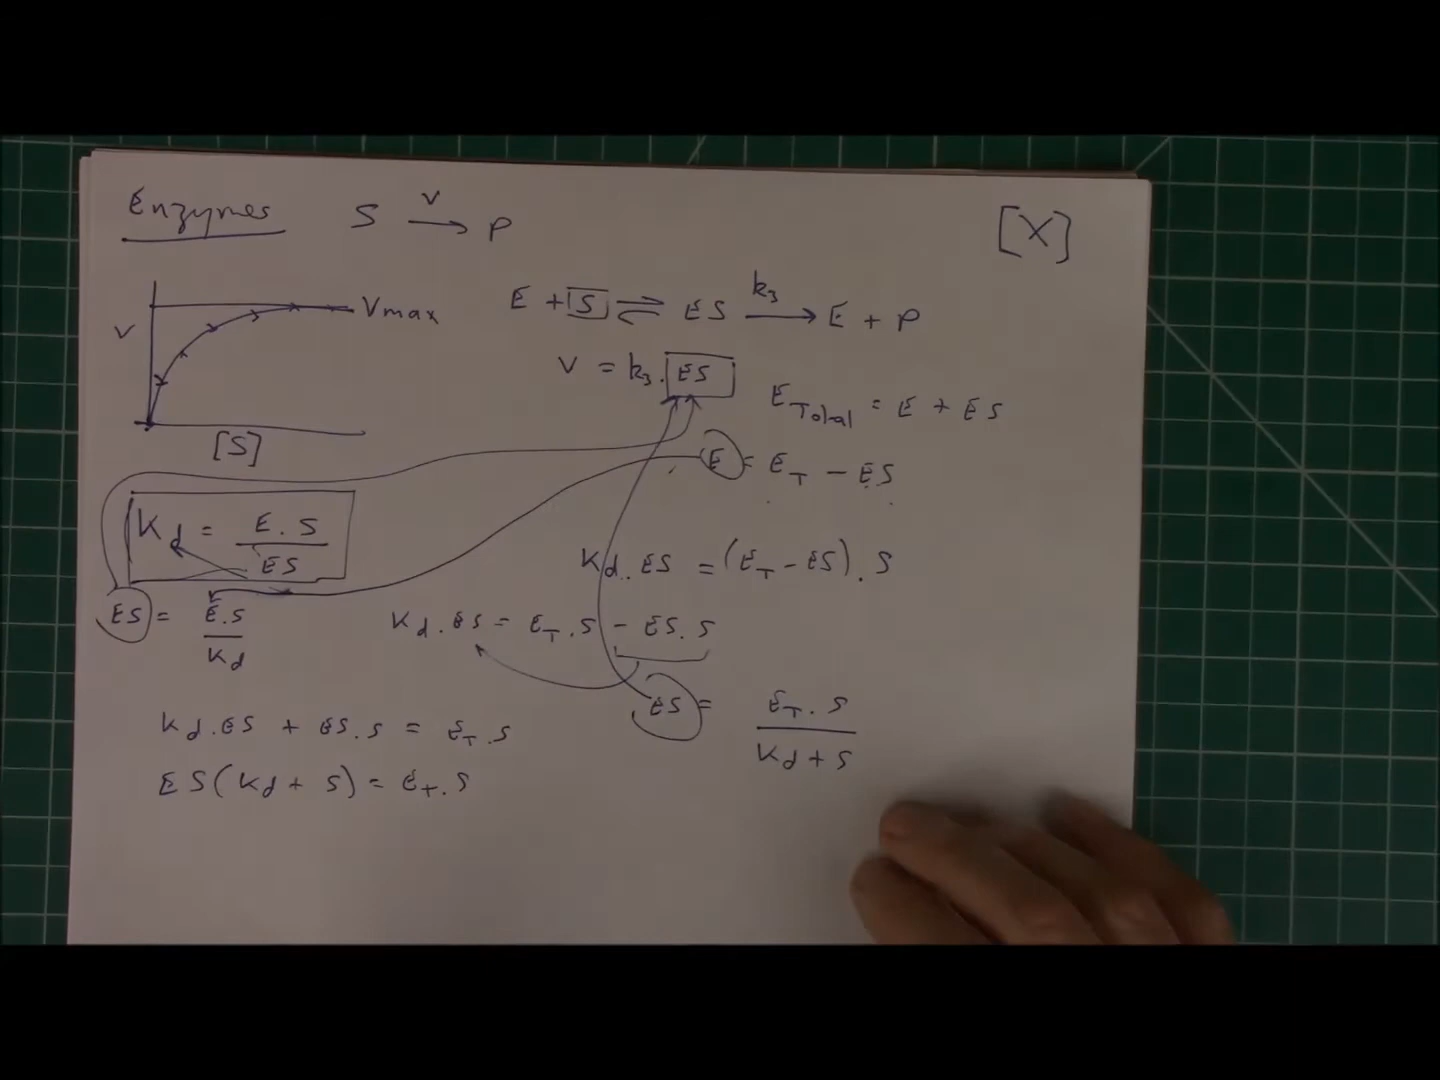 Enzymes S v→ P
[X]
v Vmax
[S]
E + S ⇌ ES k3→ E + P
v = k3 . ES
ETotal = E + ES
E = ET - ES
Kd = E . S / ES
Kd . ES = (ET - ES) . S
ES = E.S / Kd
Kd . ES = ET . S - ES . S
ES = ET . S / Kd + S
Kd . ES + ES . S = ET . S
ES (Kd + S) = ET . S